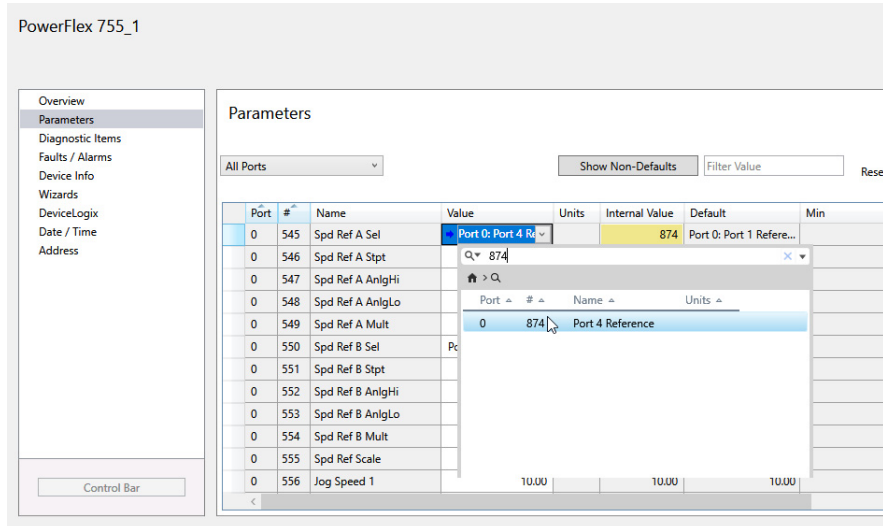 PowerFlex 755_1
Overview
Parameters
Diagnostic Items
Faults / Alarms
Device Info
Wizards
DeviceLogix
Date / Time
Address
Control Bar
Parameters
All Ports
Show Non-Defaults
Filter Value
Rese
Port # Name Value Units Internal Value Default Min
0 545 Spd Ref A Sel Port 0: Port 4 Re 874 Port 0: Port 1 Refere...
0 546 Spd Ref A Stpt
0 547 Spd Ref A AnlgHi
0 548 Spd Ref A AnlgLo
0 549 Spd Ref A Mult
0 550 Spd Ref B Sel Po
0 551 Spd Ref B Stpt
0 552 Spd Ref B AnlgHi
0 553 Spd Ref B AnlgLo
0 554 Spd Ref B Mult
0 555 Spd Ref Scale
0 556 Jog Speed 1 10.00 10.00 10.00
874
>
Port # Name Units
0 874 Port 4 Reference